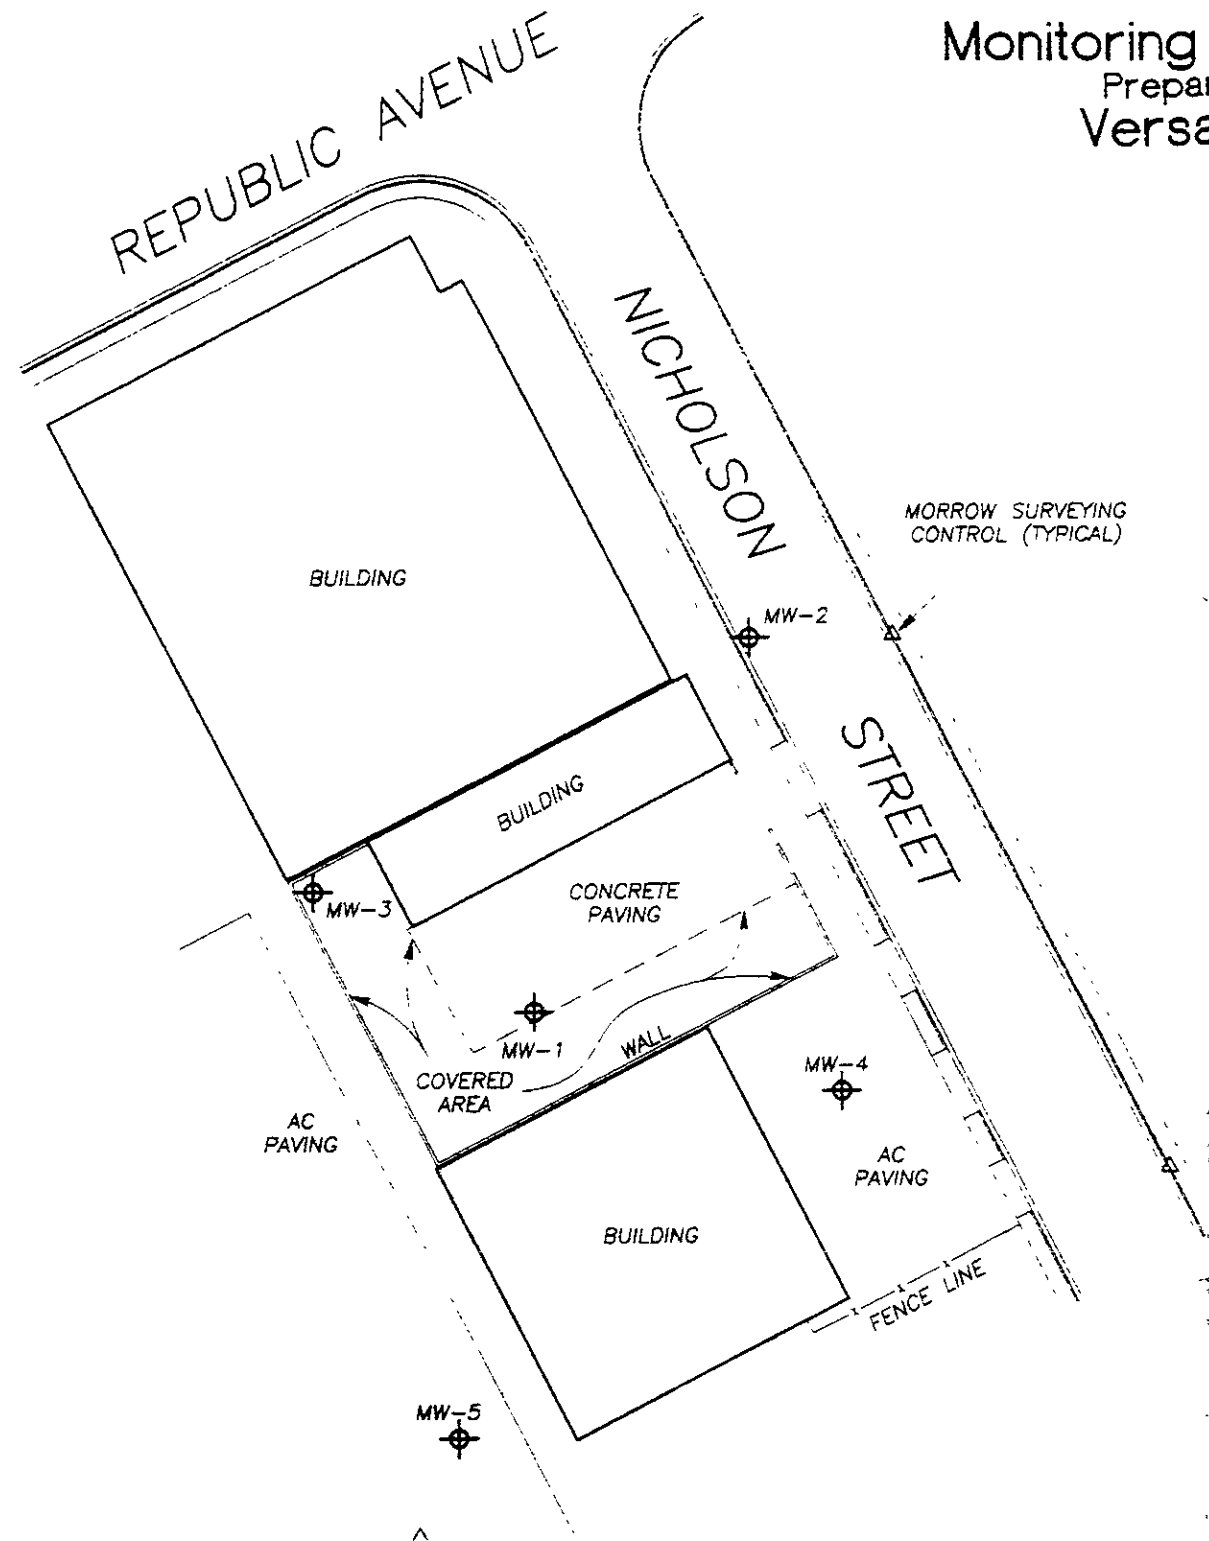 Monitoring
Prepar
Versa
REPUBLIC AVENUE
NICHOLSON
STREET
MORROW SURVEYING
CONTROL (TYPICAL)
BUILDING
MW-2
BUILDING
MW-3
CONCRETE
PAVING
MW-1
WALL
COVERED
AREA
MW-4
AC
PAVING
AC
PAVING
BUILDING
FENCE LINE
MW-5